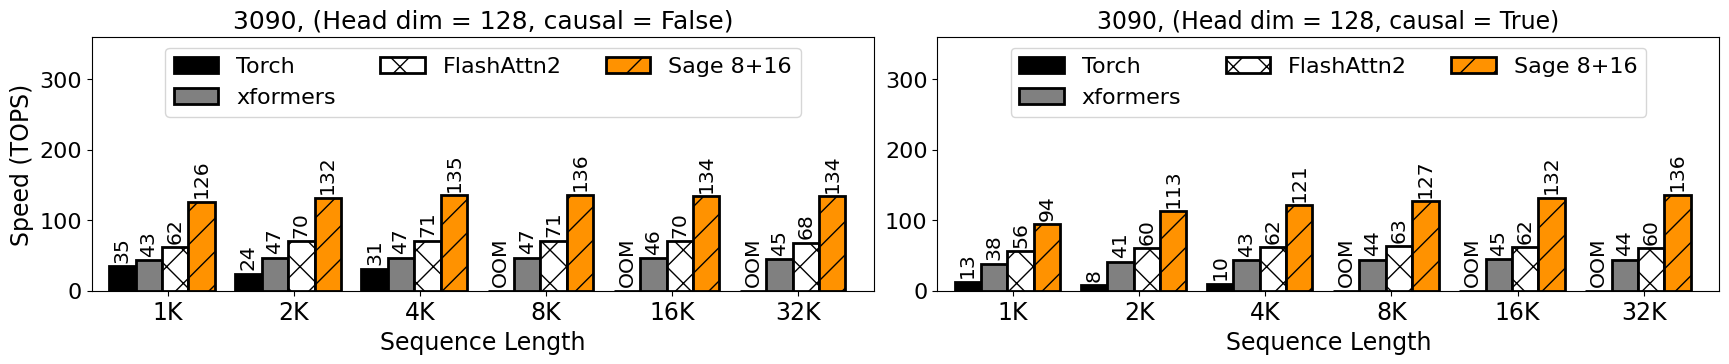 3090, (Head dim = 128, causal = False)
Speed (TOPS)
300
200
100
0
Torch
FlashAttn2
Sage 8+16
xformers
35 43 62 126
24 47 70 132
31 47 71 135
OOM 47 71 136
OOM 46 70 134
OOM 45 68 134
1K 2K 4K 8K 16K 32K
Sequence Length
3090, (Head dim = 128, causal = True)
300
200
100
0
Torch
FlashAttn2
Sage 8+16
xformers
13 38 56 94
8 41 60 113
10 43 62 121
OOM 44 63 127
OOM 45 62 132
OOM 44 60 136
1K 2K 4K 8K 16K 32K
Sequence Length